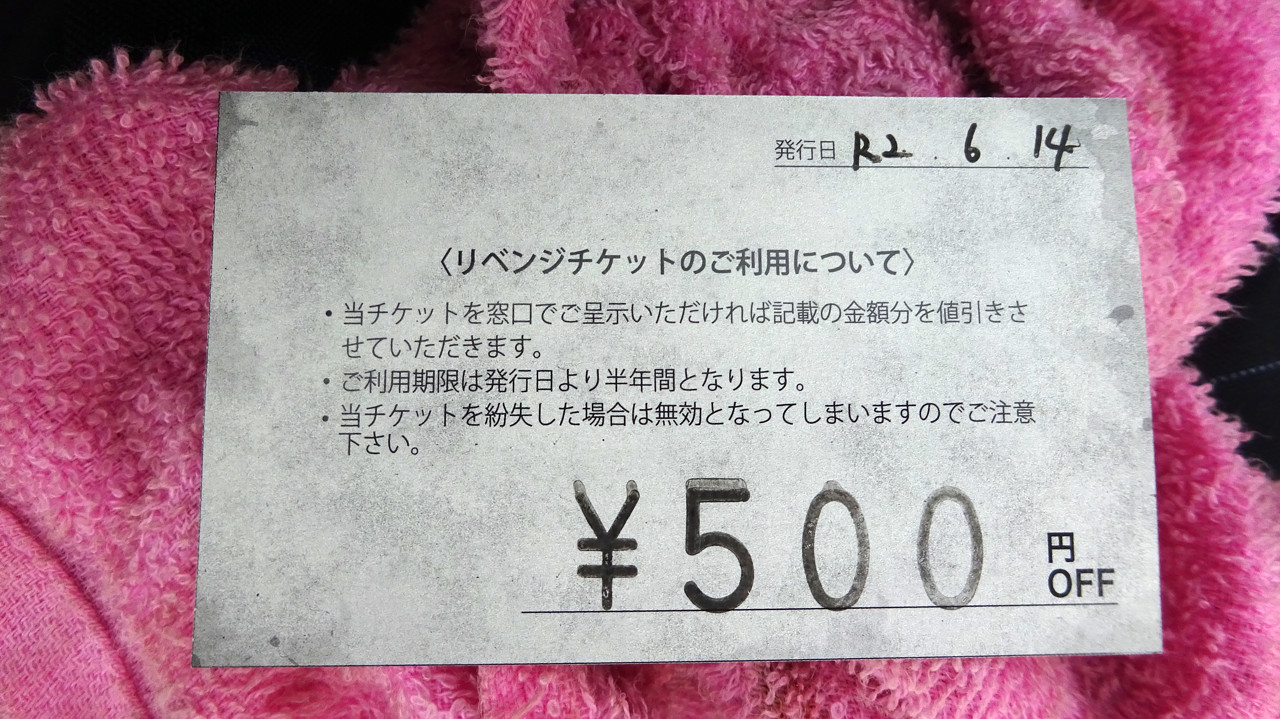 発行日 R2 . 6 . 14
〈リベンジチケットのご利用について〉
・当チケットを窓口でご呈示いただければ記載の金額分を値引きさ
せていただきます。
・ご利用期限は発行日より半年間となります。
・当チケットを紛失した場合は無効となってしまいますのでご注意
下さい。
¥500 円
OFF